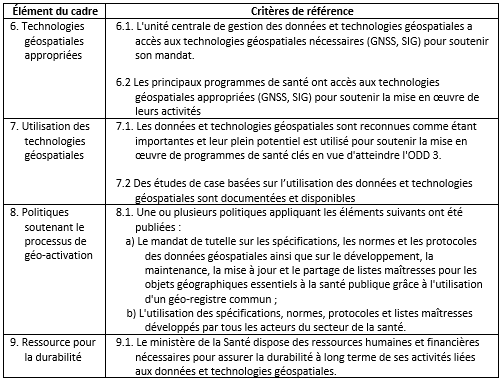 Élément du cadre
Critères de référence
6. Technologies
géospatiales
appropriées
6.1. L'unité centrale de gestion des données et technologies géospatiales a
accès aux technologies géospatiales nécessaires (GNSS, SIG) pour soutenir
son mandat.
6.2 Les principaux programmes de santé ont accès aux technologies
géospatiales appropriées (GNSS, SIG) pour soutenir la mise en œuvre de
leurs activités
7. Utilisation des
technologies
géospatiales
7.1. Les données et technologies géospatiales sont reconnues comme étant
importantes et leur plein potentiel est utilisé pour soutenir la mise en
œuvre de programmes de santé clés en vue d'atteindre l'ODD 3.
7.2 Des études de case basées sur l’utilisation des données et technologies
géospatiales sont documentées et disponibles
8. Politiques
soutenant le
processus de
géo-activation
8.1. Une ou plusieurs politiques appliquant les éléments suivants ont été
publiées :
a) Le mandat de tutelle sur les spécifications, les normes et les protocoles
des données géospatiales ainsi que sur le développement, la
maintenance, la mise à jour et le partage de listes maîtresses pour les
objets géographiques essentiels à la santé publique grâce à l'utilisation
d'un géo-registre commun ;
b) L'utilisation des spécifications, normes, protocoles et listes maîtresses
développés par tous les acteurs du secteur de la santé.
9. Ressource pour
la durabilité
9.1. Le ministère de la Santé dispose des ressources humaines et financières
nécessaires pour assurer la durabilité à long terme de ses activités liées
aux données et technologies géospatiales.